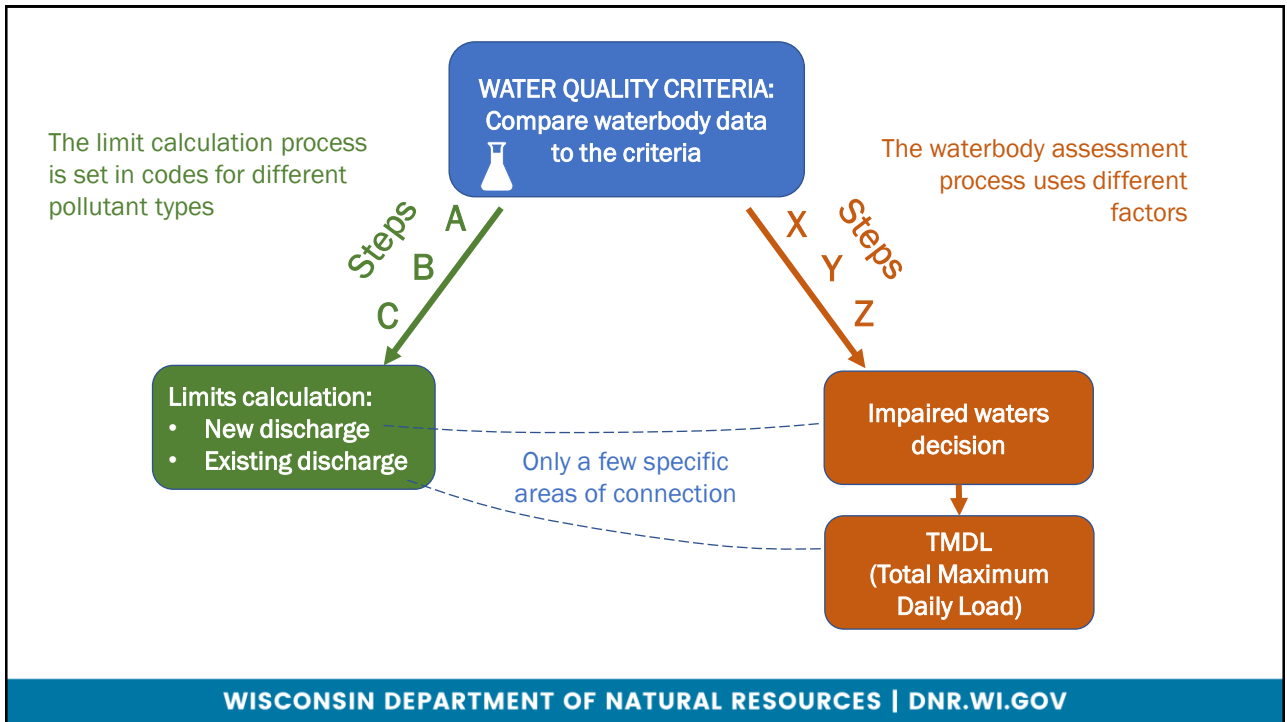 WATER QUALITY CRITERIA:
Compare waterbody data
to the criteria
The limit calculation process
is set in codes for different
pollutant types
The waterbody assessment
process uses different
factors
Steps
A
B
C
X
Y
Z
Steps
Limits calculation:
• New discharge
• Existing discharge
Only a few specific
areas of connection
Impaired waters
decision
TMDL
(Total Maximum
Daily Load)
WISCONSIN DEPARTMENT OF NATURAL RESOURCES | DNR.WI.GOV